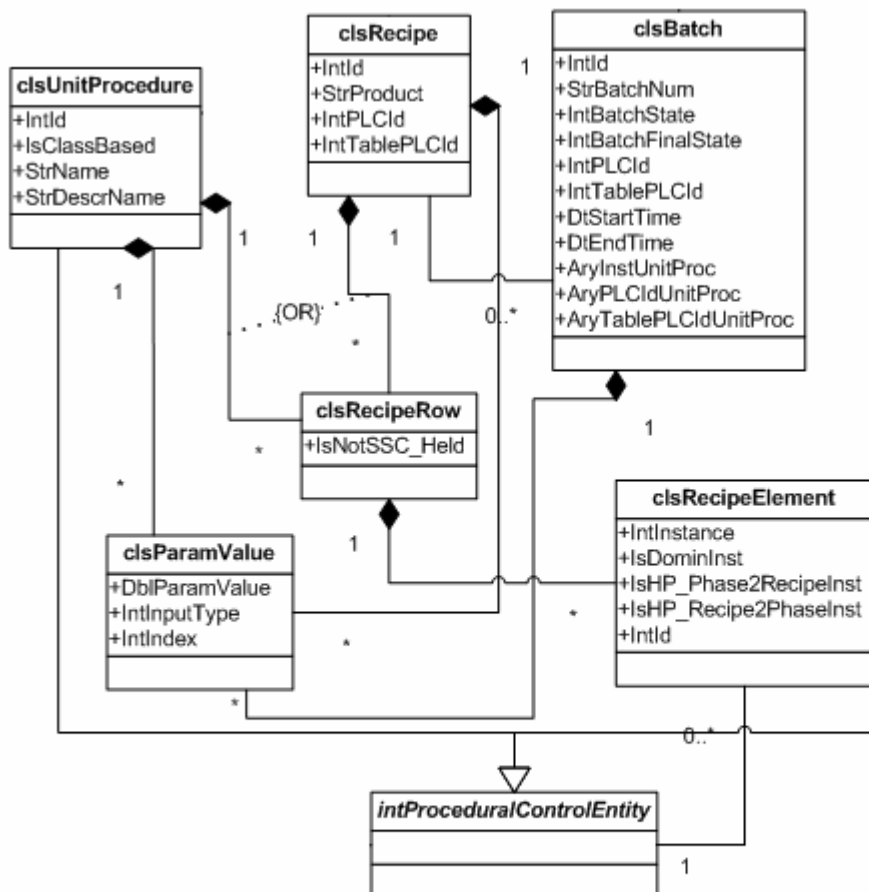 clsUnitProcedure
+IntId
+IsClassBased
+StrName
+StrDescrName
1
1
clsRecipe
+IntId
+StrProduct
+IntPLCId
+IntTablePLCId
1
1
1
clsBatch
+IntId
+StrBatchNum
+IntBatchState
+IntBatchFinalState
+IntPLCId
+IntTablePLCId
+DtStartTime
+DtEndTime
+AryInstUnitProc
+AryPLCIdUnitProc
+AryTablePLCIdUnitProc
0..*
1
{OR}
*
*
clsRecipeRow
+IsNotSSC_Held
1
*
clsParamValue
+DblParamValue
+IntInputType
+IntIndex
*
*
clsRecipeElement
+IntInstance
+IsDominInst
+IsHP_Phase2RecipeInst
+IsHP_Recipe2PhaseInst
+IntId
*
0..*
intProceduralControlEntity
1